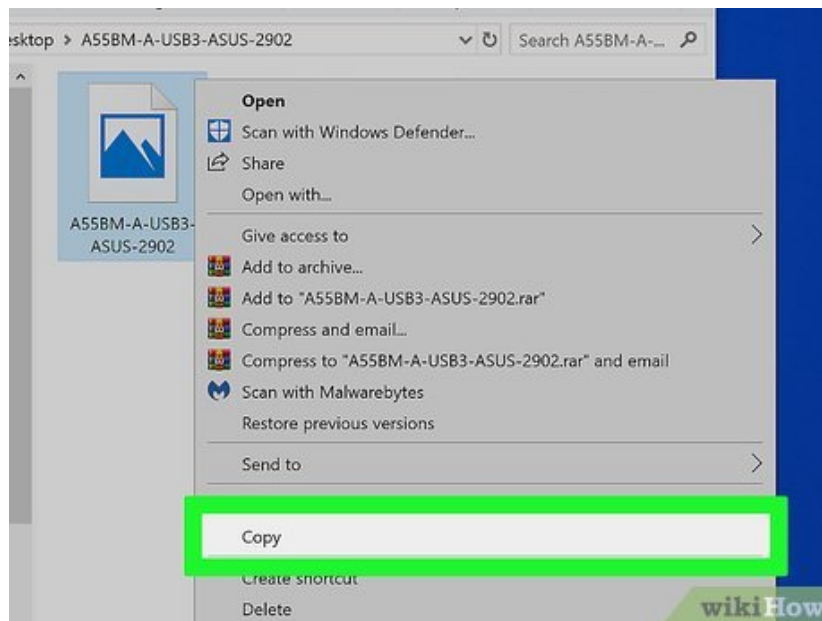 esktop > A55BM-A-USB3-ASUS-2902
Search A55BM-A-...
A55BM-A-USB3-
ASUS-2902
Open
Scan with Windows Defender...
Share
Open with...
Give access to
Add to archive...
Add to "A55BM-A-USB3-ASUS-2902.rar"
Compress and email...
Compress to "A55BM-A-USB3-ASUS-2902.rar" and email
Scan with Malwarebytes
Restore previous versions
Send to
Copy
Create shortcut
Delete
wikiHow